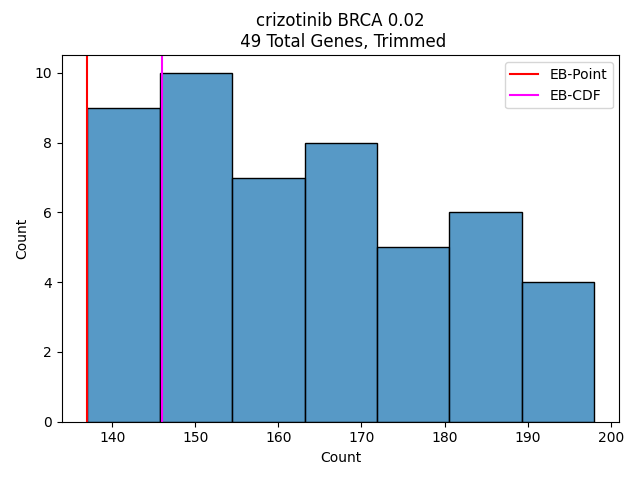 crizotinib BRCA 0.02
49 Total Genes, Trimmed
EB-Point
EB-CDF
Count
10
8
6
4
2
0
140 150 160 170 180 190 200
Count